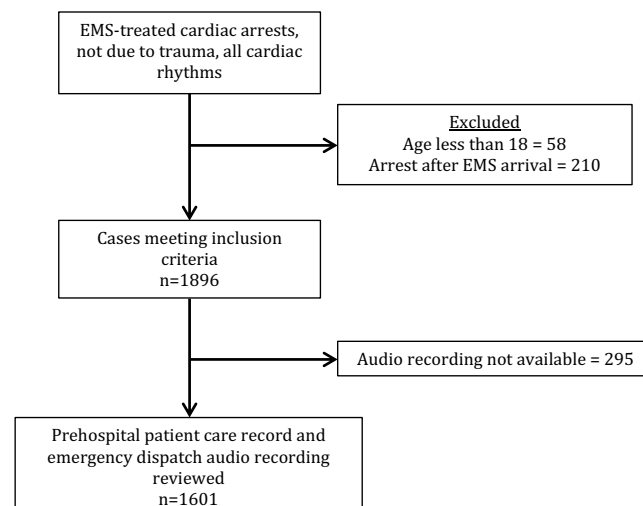 EMS-treated cardiac arrests,
not due to trauma, all cardiac
rhythms
Excluded
Age less than 18 = 58
Arrest after EMS arrival = 210
Cases meeting inclusion
criteria
n=1896
Audio recording not available = 295
Prehospital patient care record and
emergency dispatch audio recording
reviewed
n=1601